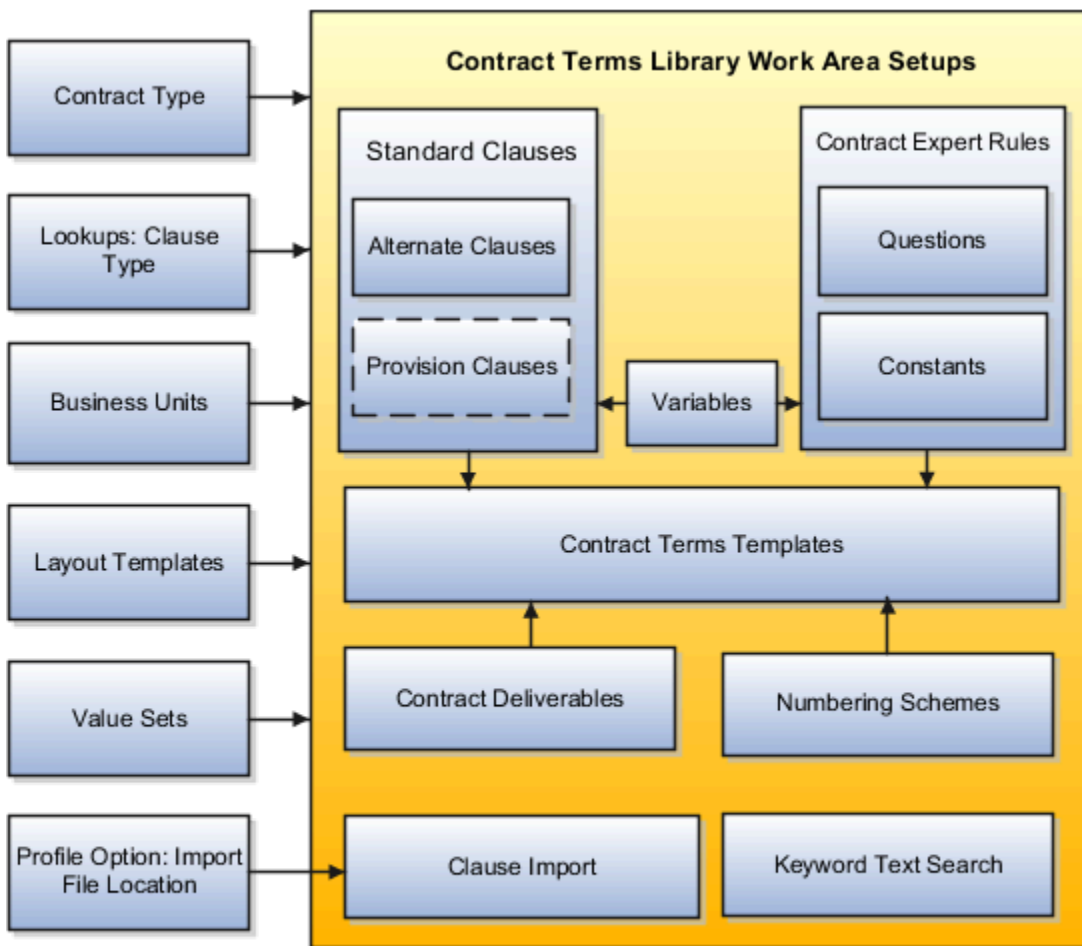 Contract Terms Library Work Area Setups
Contract Type
Lookups: Clause
Type
Business Units
Layout Templates
Value Sets
Profile Option: Import
File Location
Standard Clauses
Alternate Clauses
Provision Clauses
Variables
Contract Expert Rules
Questions
Constants
Contract Terms Templates
Contract Deliverables
Numbering Schemes
Clause Import
Keyword Text Search